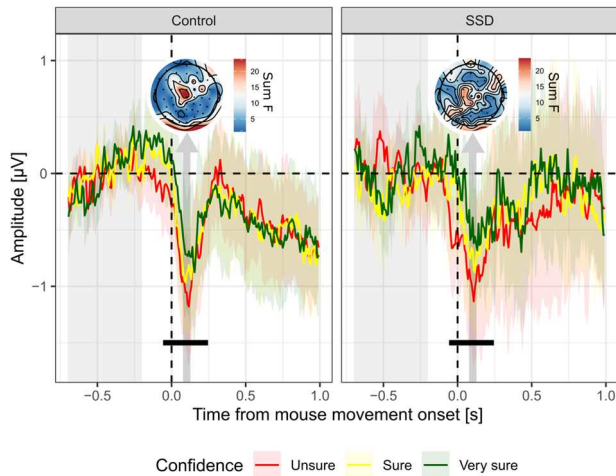 Control
SSD
1
0
−1
Amplitude [µV]
20
15
10
5
Sum F
20
15
10
5
Sum F
−0.5
0.0
0.5
1.0
−0.5
0.0
0.5
1.0
Time from mouse movement onset [s]
Confidence
Unsure
Sure
Very sure